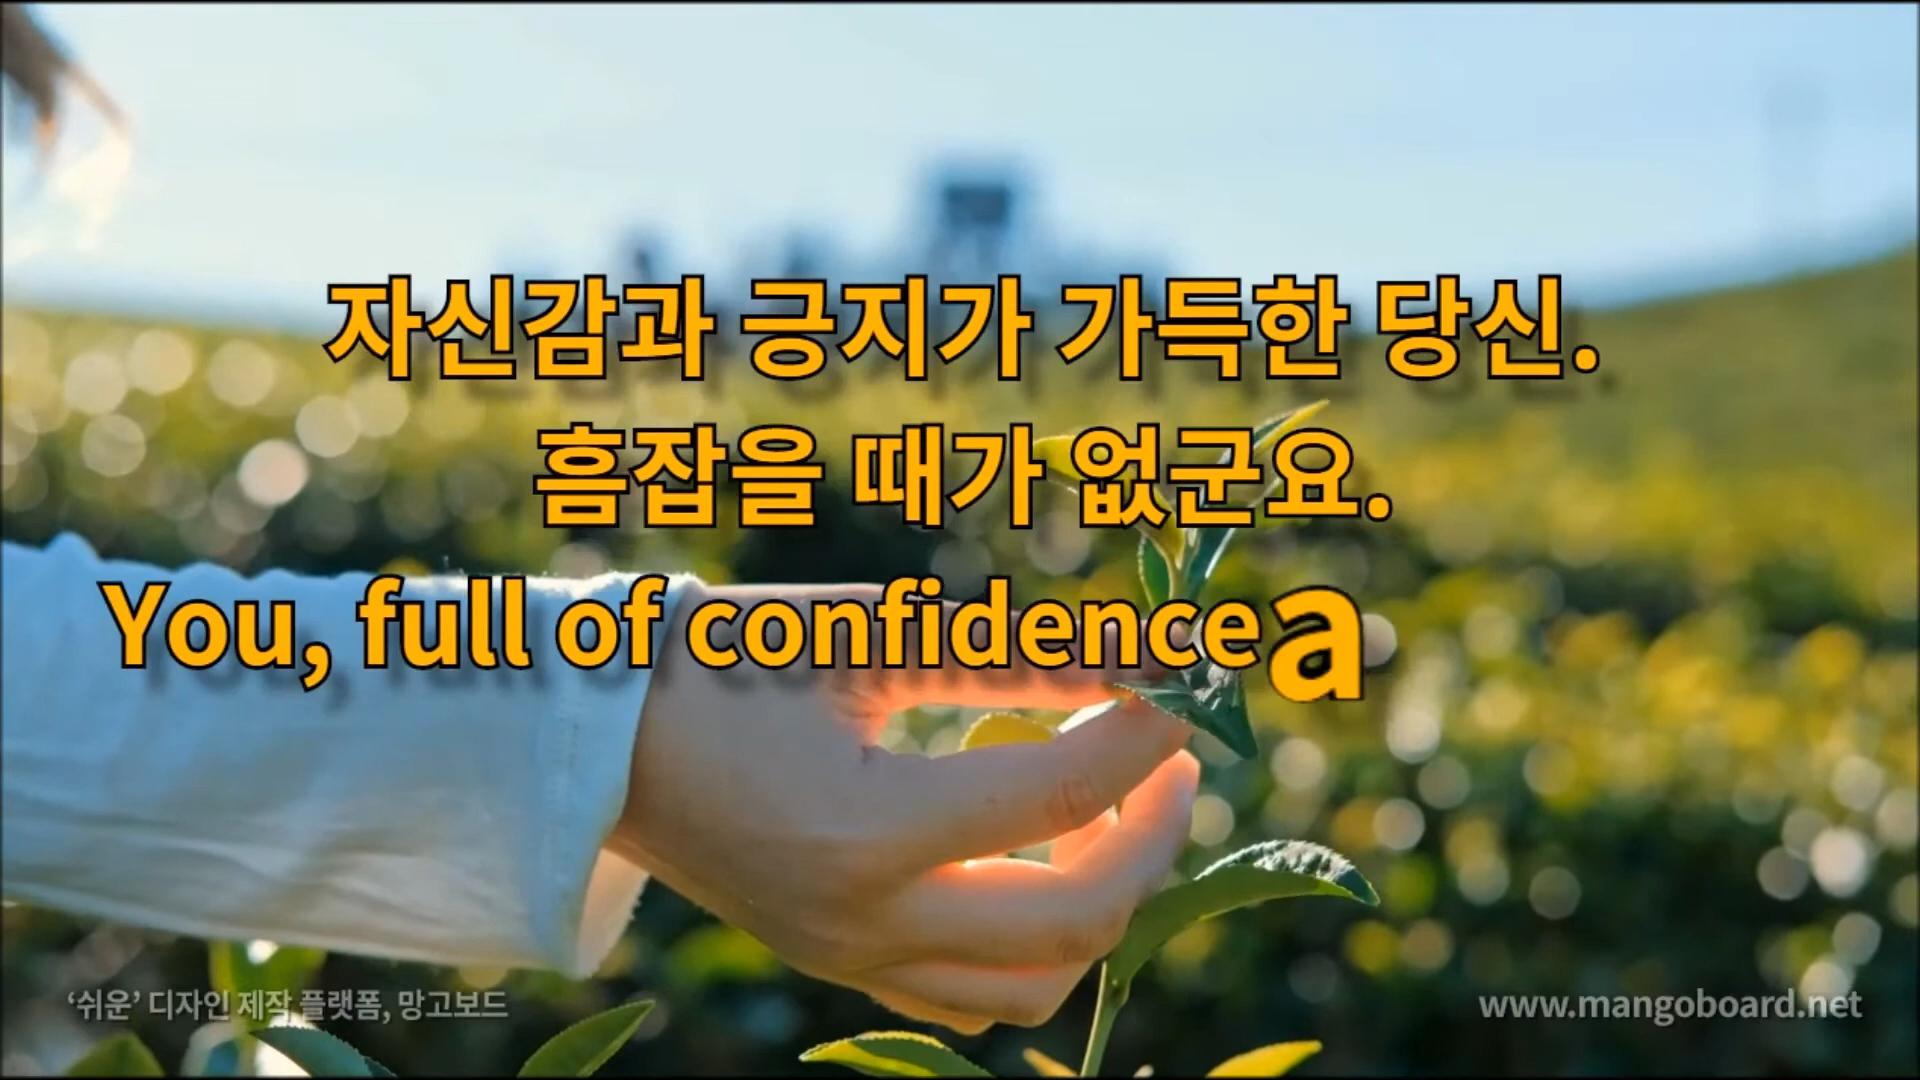 자신감과 긍지가 가득한 당신.
흠잡을 때가 없군요.
You, full of confidence a
‘쉬운’ 디자인 제작 플랫폼, 망고보드
www.mangoboard.net